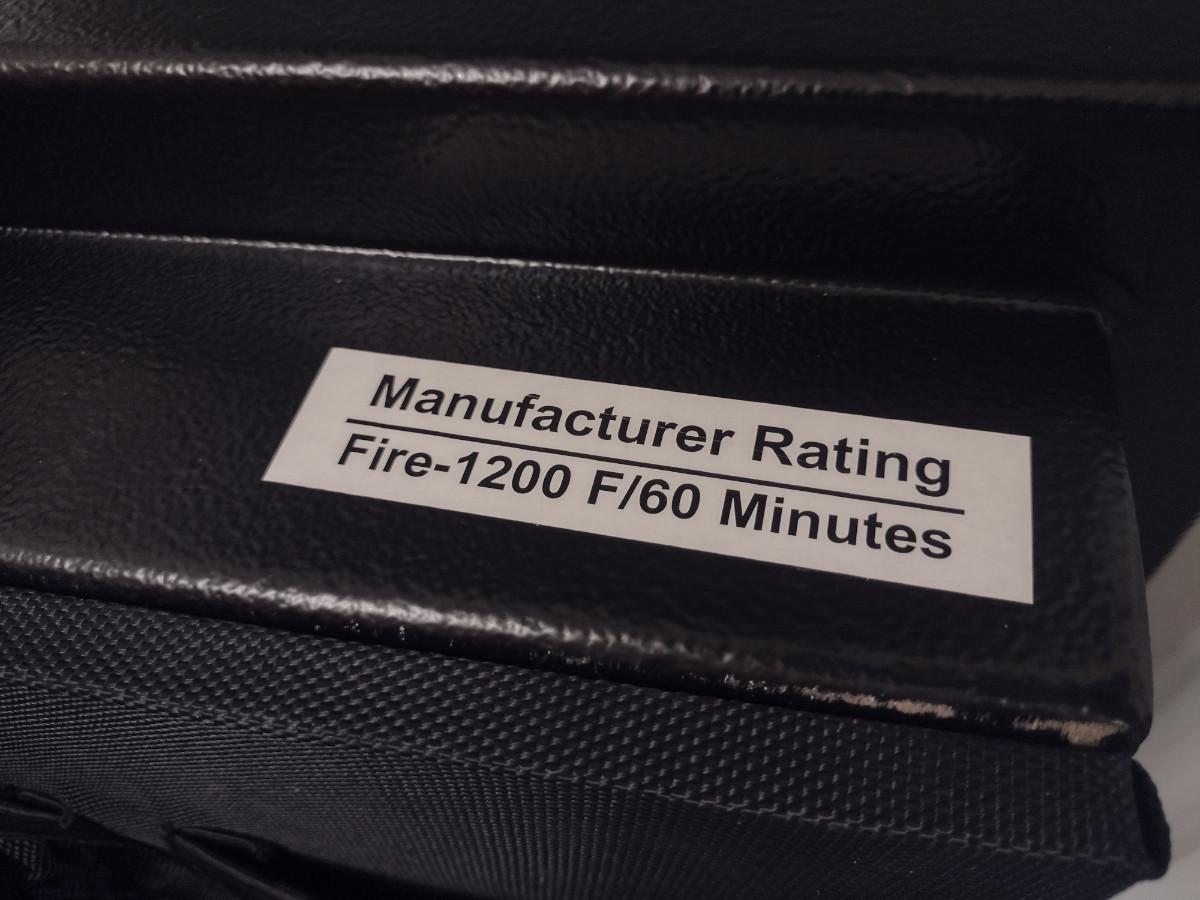 Manufacturer Rating
Fire-1200 F/60 Minutes